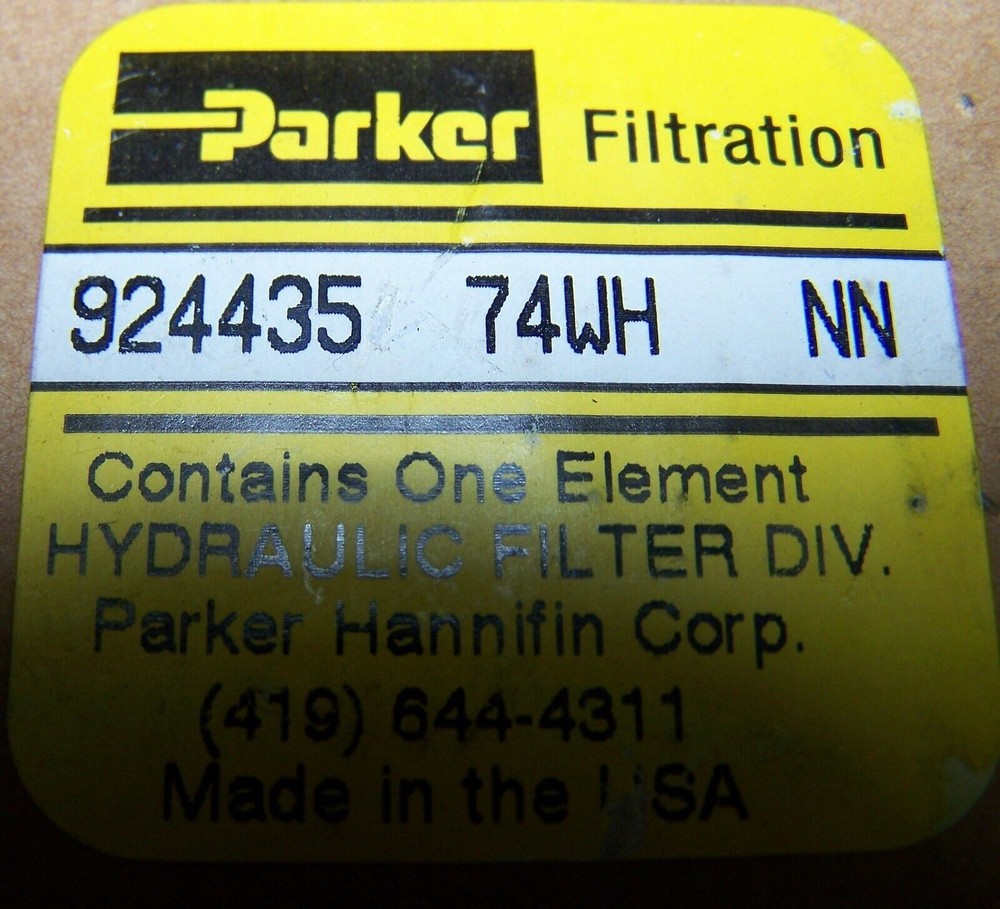 Parker Filtration
924435 74WH NN
Contains One Element
HYDRAULIC FILTER DIV.
Parker Hannifin Corp.
(419) 644-4311
Made in the USA